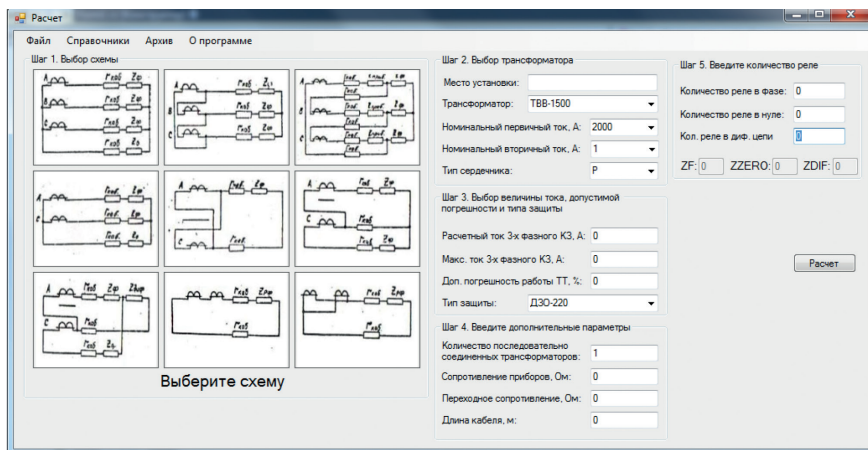 Расчет
Файл Справочники Архив О программе
Шаг 1. Выбор схемы
Выберите схему
Шаг 2. Выбор трансформатора
Место установки:
Трансформатор: ТВВ-1500
Номинальный первичный ток, А: 2000
Номинальный вторичный ток, А: 1
Тип сердечника: Р
Шаг 3. Выбор величины тока, допустимой
погрешности и типа защиты
Расчетный ток 3-х фазного КЗ, А: 0
Макс. ток 3-х фазного КЗ, А: 0
Доп. погрешность работы ТТ, %: 0
Тип защиты: ДЗО-220
Шаг 4. Введите дополнительные параметры
Количество последовательно
соединенных трансформаторов: 1
Сопротивление приборов, Ом: 0
Переходное сопротивление, Ом: 0
Длина кабеля, м: 0
Шаг 5. Введите количество реле
Количество реле в фазе: 0
Количество реле в нуле: 0
Кол. реле в диф. цепи 0
ZF: 0 ZZERO: 0 ZDIF: 0
Расчет